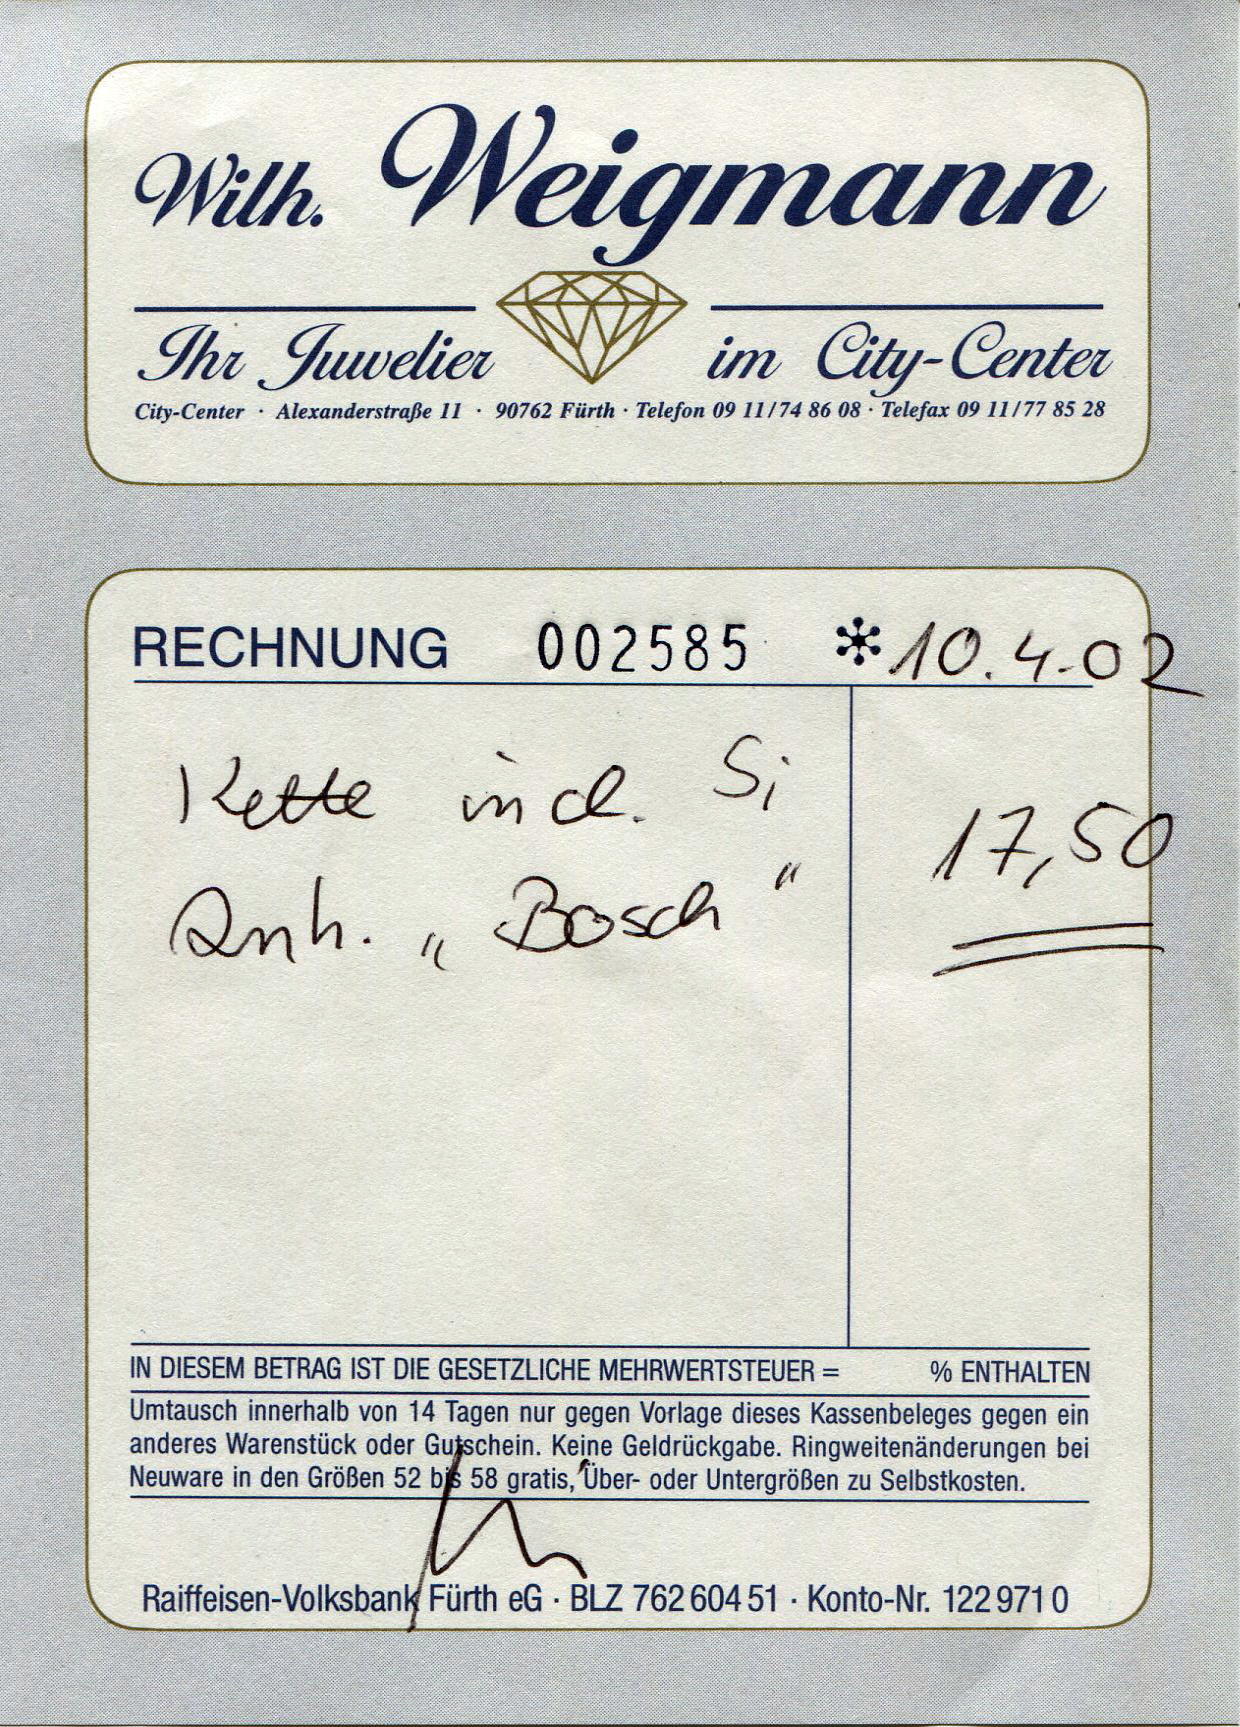 Wilh. Weigmann
Ihr Juwelier im City-Center
City-Center · Alexanderstraße 11 · 90762 Fürth · Telefon 09 11/74 86 08 · Telefax 09 11/77 85 28
RECHNUNG 002585 * 10.4.02
Kette incl. Si
Anh. „Bosch“ 17,50
IN DIESEM BETRAG IST DIE GESETZLICHE MEHRWERTSTEUER = % ENTHALTEN
Umtausch innerhalb von 14 Tagen nur gegen Vorlage dieses Kassenbeleges gegen ein
anderes Warenstück oder Gutschein. Keine Geldrückgabe. Ringweitenänderungen bei
Neuware in den Größen 52 bis 58 gratis, Über- oder Untergrößen zu Selbstkosten.
Raiffeisen-Volksbank Fürth eG · BLZ 762 604 51 · Konto-Nr. 122 971 0